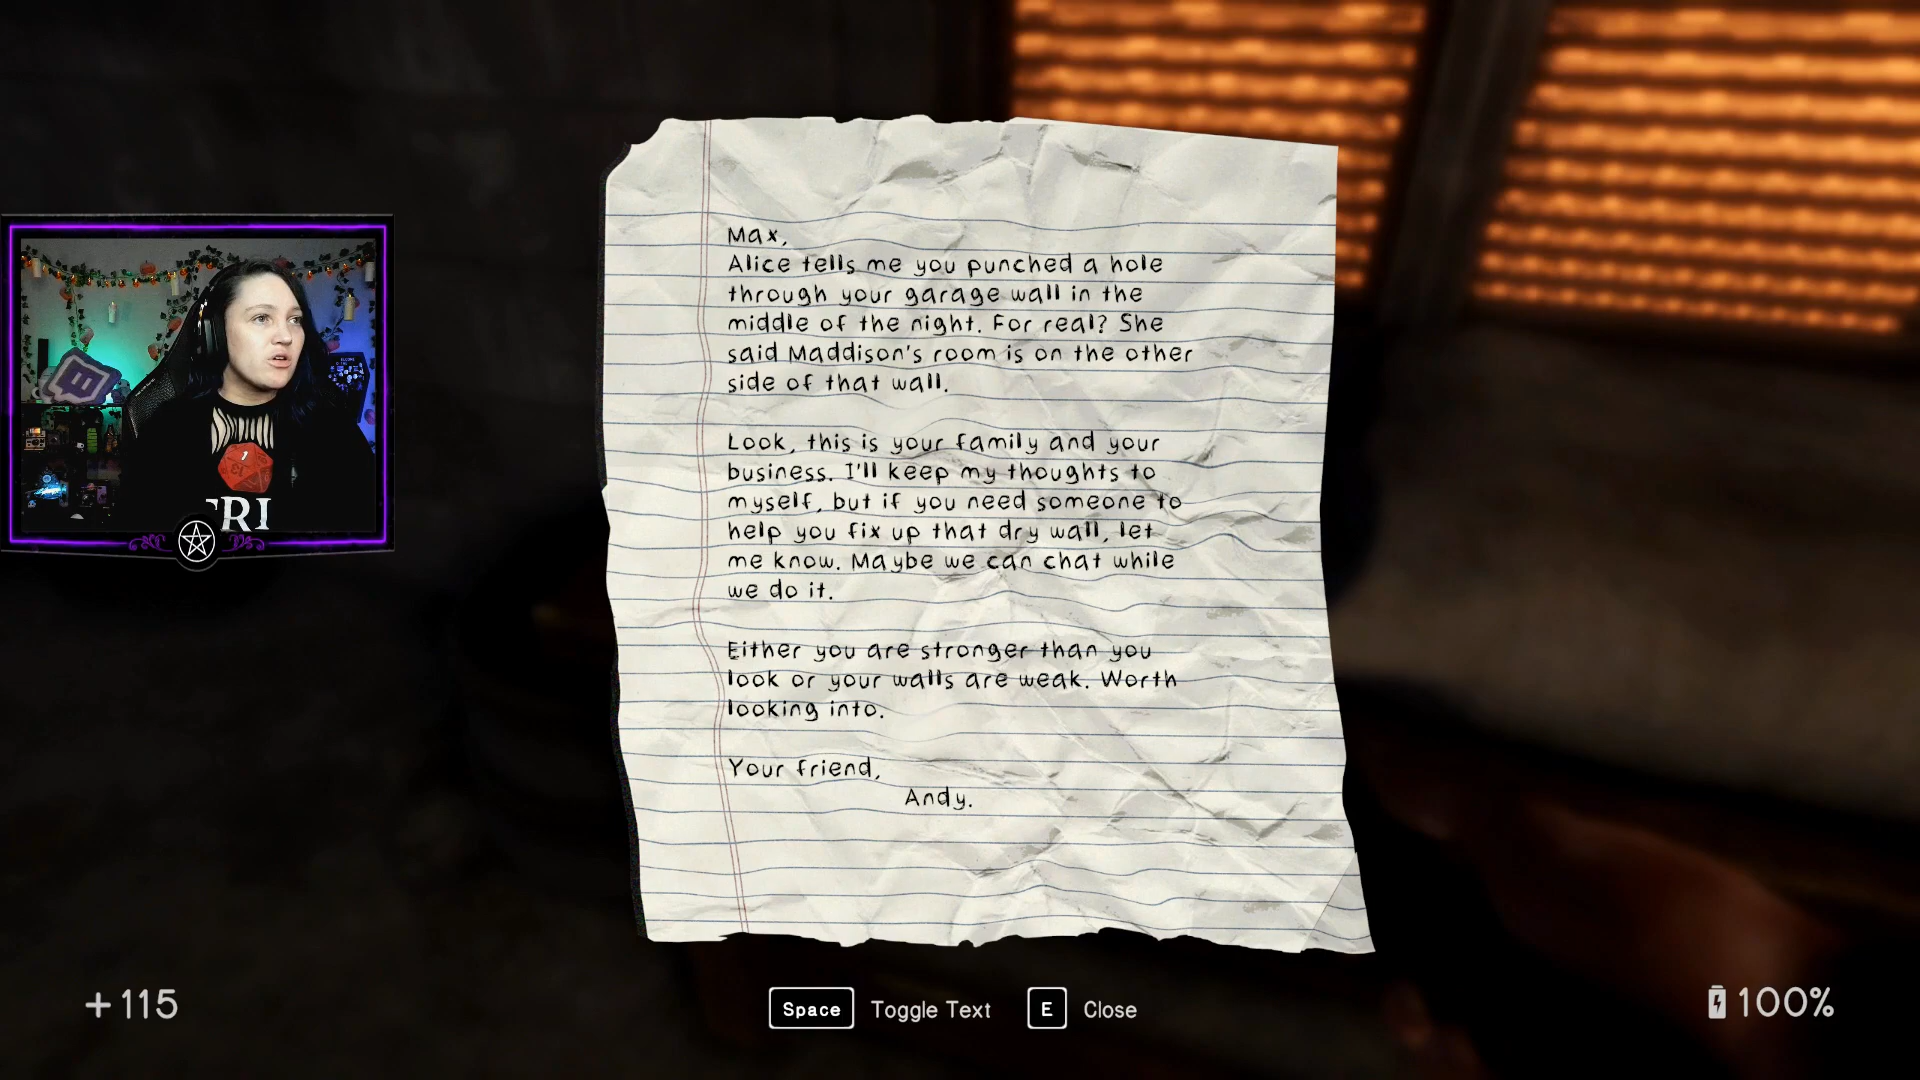 Max,
Alice tells me you punched a hole
through your garage wall in the
middle of the night. For real? She
said Maddison's room is on the other
side of that wall.
Look, this is your family and your
business. I'll keep my thoughts to
myself, but if you need someone to
help you fix up that dry wall, let
me know. Maybe we can chat while
we do it.
Either you are stronger than you
look or your walls are weak. Worth
looking into.
Your friend,
Andy.
1
+115
Space Toggle Text E Close
100%